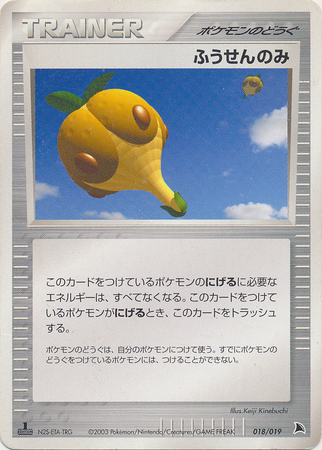 TRAINER
ポケモンのどうぐ
ふうせんのみ
このカードをつけているポケモンのにげるに必要な
エネルギーは、すべてなくなる。このカードをつけて
いるポケモンがにげるとき、このカードをトラッシュ
する。
ポケモンのどうぐは、自分のポケモンにつけて使う。すでにポケモンの
どうぐをつけているポケモンには、つけることができない。
Illus.Keiji Kinebuchi
1
N2S-ETA-TRG
©2003 Pokémon/Nintendo/Creatures/GAME FREAK
018/019